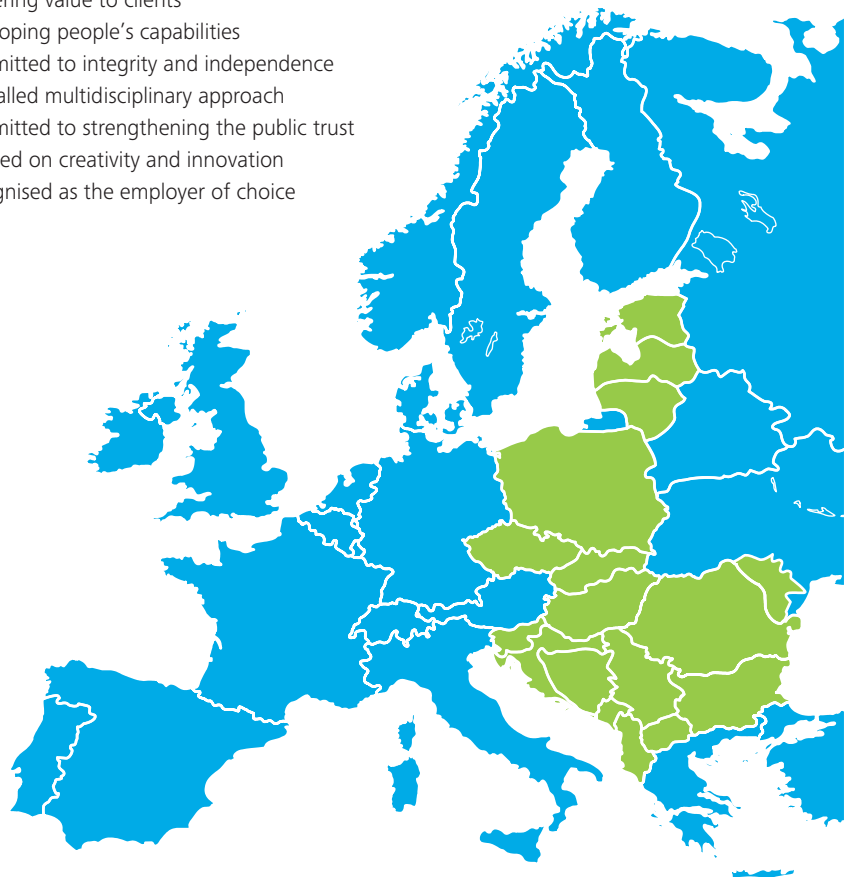 ering value to clients
oping people’s capabilities
mitted to integrity and independence
alled multidisciplinary approach
mitted to strengthening the public trust
ed on creativity and innovation
gnised as the employer of choice